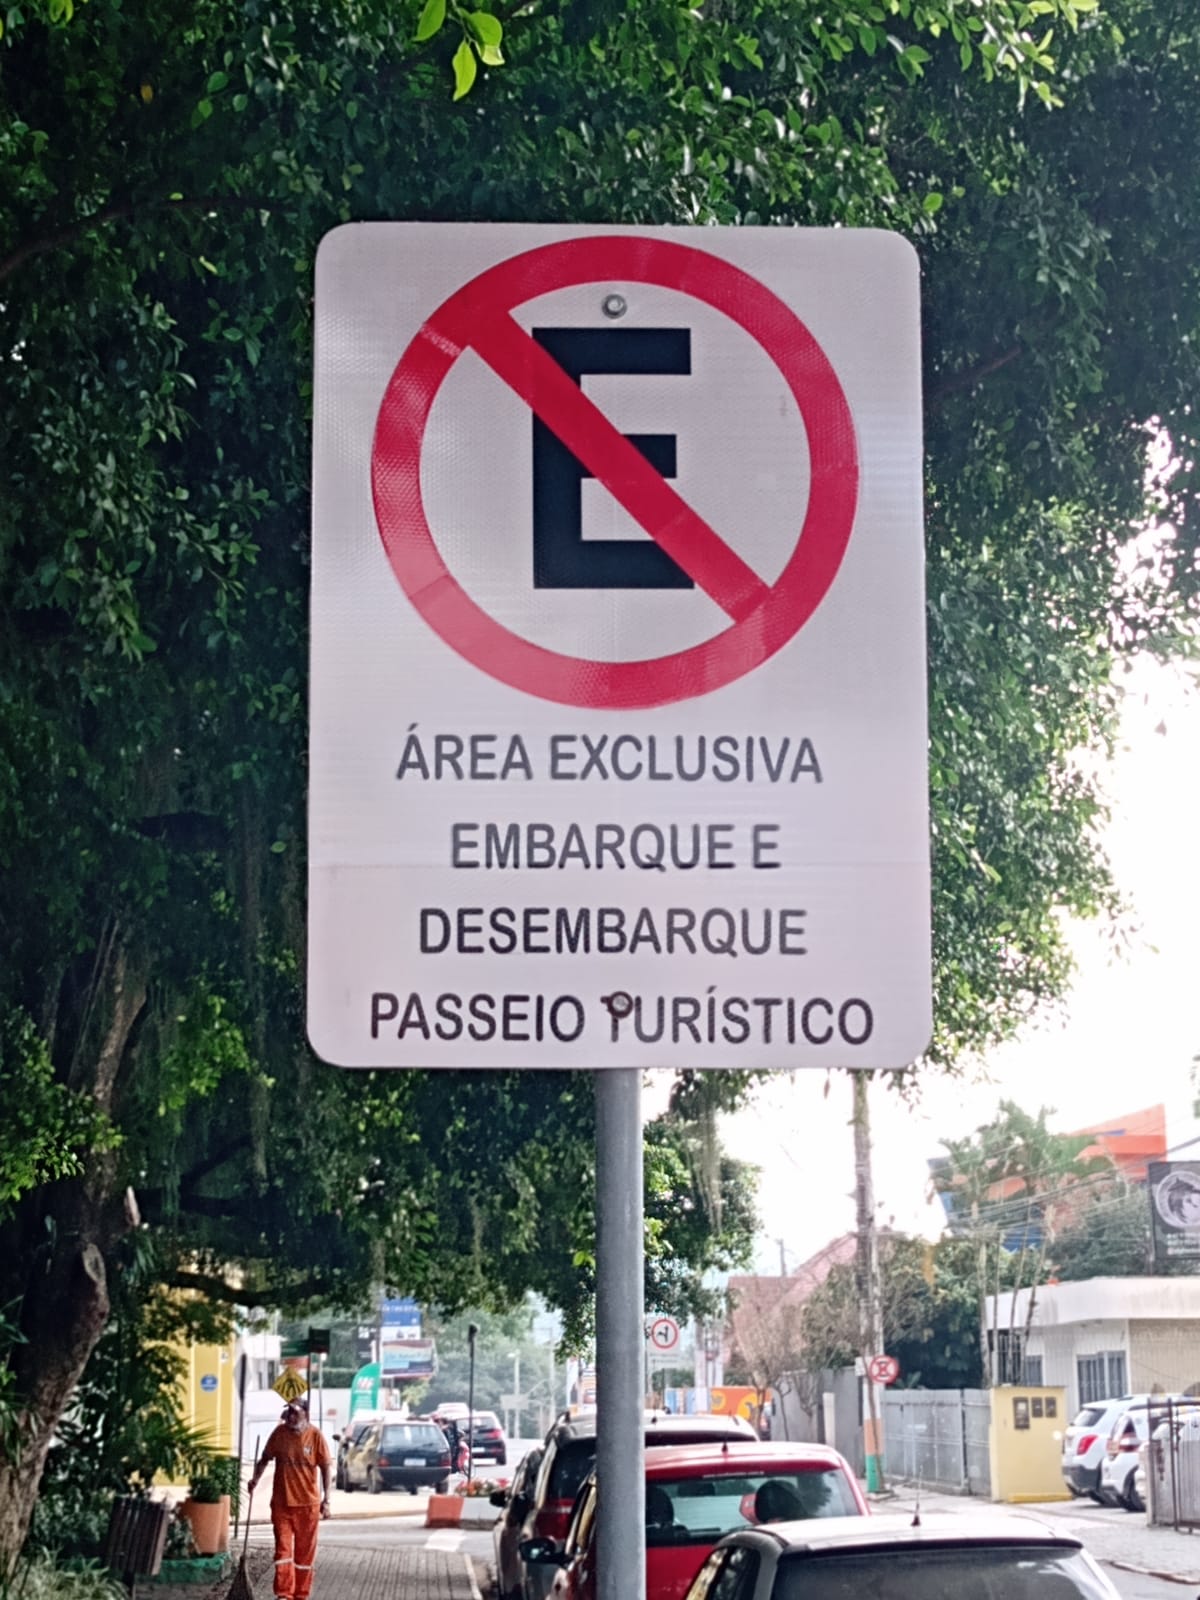 E
ÁREA EXCLUSIVA
EMBARQUE E
DESEMBARQUE
PASSEIO TURÍSTICO